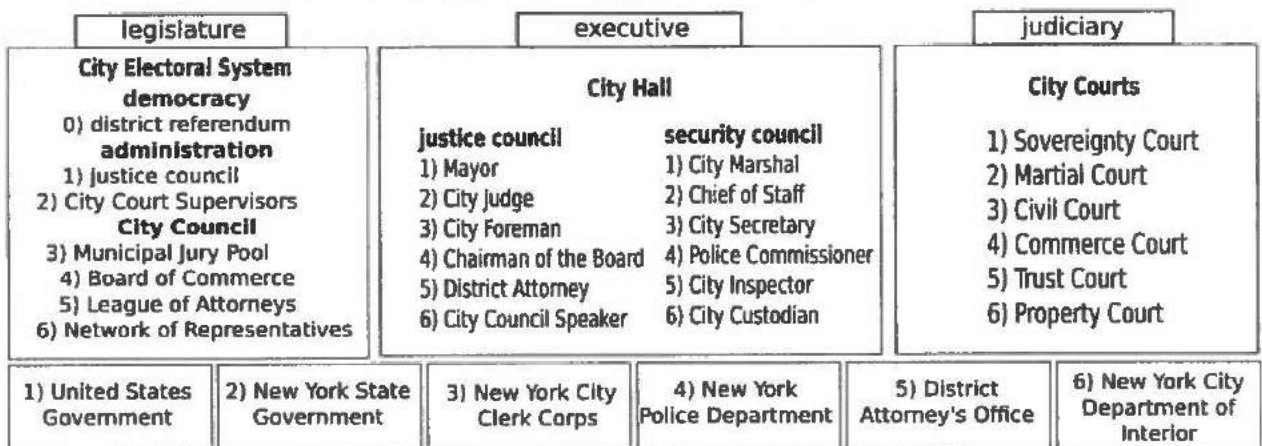 legislature
City Electoral System
democracy
0) district referendum
administration
1) justice council
2) City Court Supervisors
City Council
3) Municipal Jury Pool
4) Board of Commerce
5) League of Attorneys
6) Network of Representatives
executive
City Hall
justice council
1) Mayor
2) City Judge
3) City Foreman
4) Chairman of the Board
5) District Attorney
6) City Council Speaker
security council
1) City Marshal
2) Chief of Staff
3) City Secretary
4) Police Commissioner
5) City Inspector
6) City Custodian
judiciary
City Courts
1) Sovereignty Court
2) Martial Court
3) Civil Court
4) Commerce Court
5) Trust Court
6) Property Court
1) United States
Government
2) New York State
Government
3) New York City
Clerk Corps
4) New York
Police Department
5) District
Attorney's Office
6) New York City
Department of
Interior